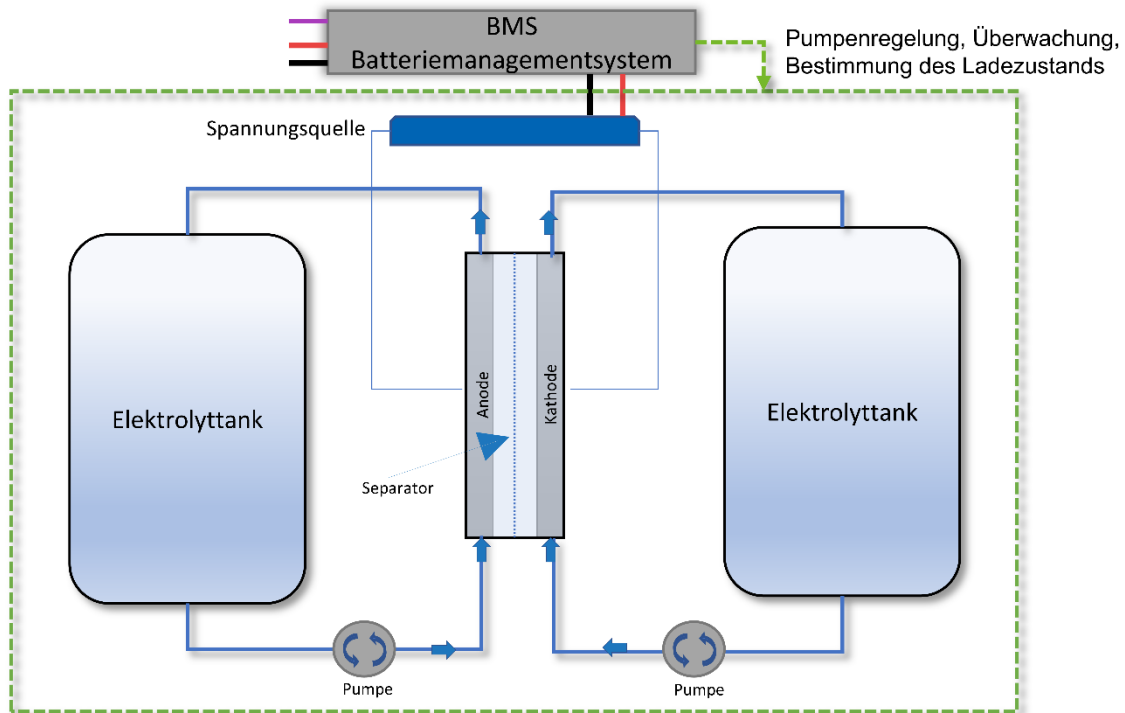 BMS
Batteriemanagementsystem
Pumpenregelung, Überwachung,
Bestimmung des Ladezustands
Spannungsquelle
Elektrolyttank
Anode
Kathode
Elektrolyttank
Separator
Pumpe
Pumpe